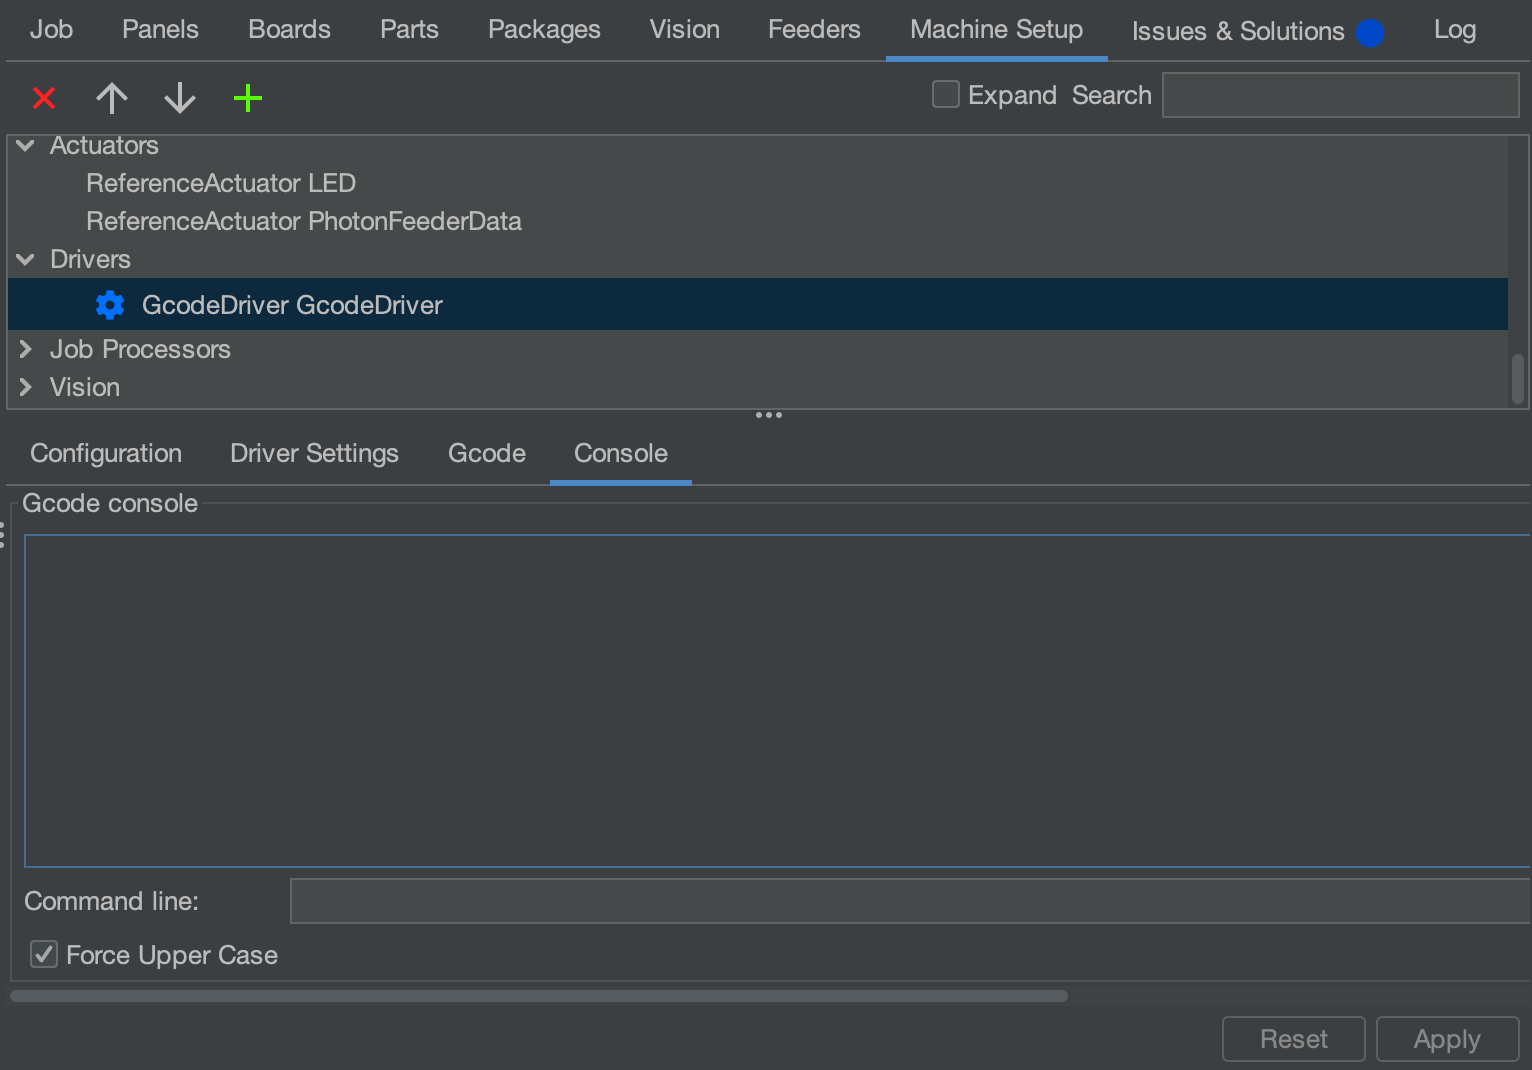 Job Panels Boards Parts Packages Vision Feeders Machine Setup Issues & Solutions Log
Expand Search
Actuators
ReferenceActuator LED
ReferenceActuator PhotonFeederData
Drivers
GcodeDriver GcodeDriver
Job Processors
Vision
Configuration Driver Settings Gcode Console
Gcode console
Command line:
Force Upper Case
Reset Apply